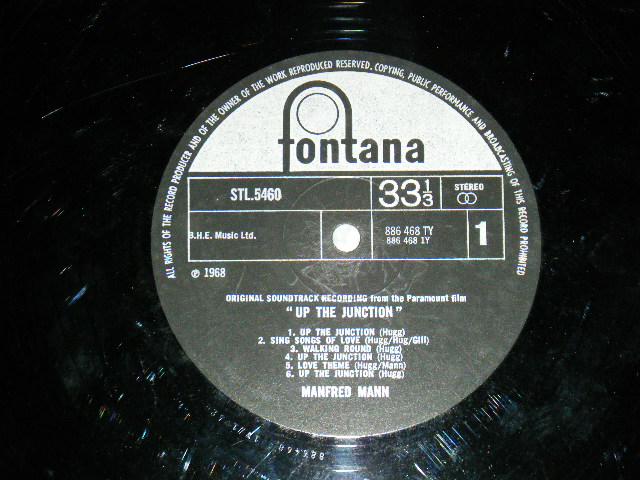 ALL RIGHTS OF THE RECORD PRODUCER AND OF THE OWNER OF THE WORK REPRODUCED RESERVED. COPYING, PUBLIC PERFORMANCE AND BROADCASTING OF THIS RECORD PROHIBITED
fontana
STL.5460
33 1/3
STEREO
B.H.E. Music Ltd.
886 468 TY
886 468 1Y
1
℗ 1968
ORIGINAL SOUNDTRACK RECORDING from the Paramount film
"UP THE JUNCTION"
1. UP THE JUNCTION (Hugg)
2. SING SONGS OF LOVE (Hugg/Hug/Gill)
3. WALKING ROUND (Hugg)
4. UP THE JUNCTION (Hugg)
5. LOVE THEME (Hugg/Mann)
6. UP THE JUNCTION (Hugg)
MANFRED MANN